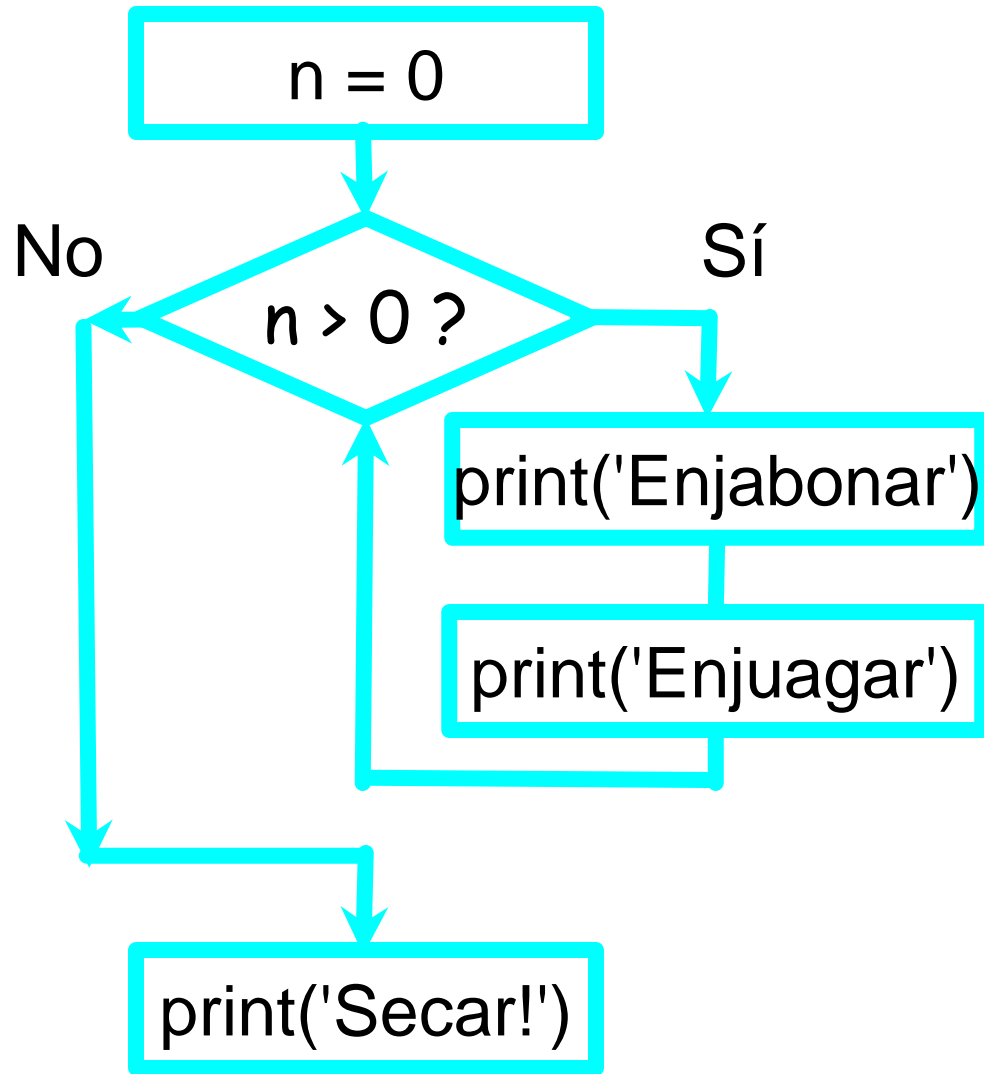 n = 0
No
Sí
n > 0 ?
print('Enjabonar')
print('Enjuagar')
print('Secar!')